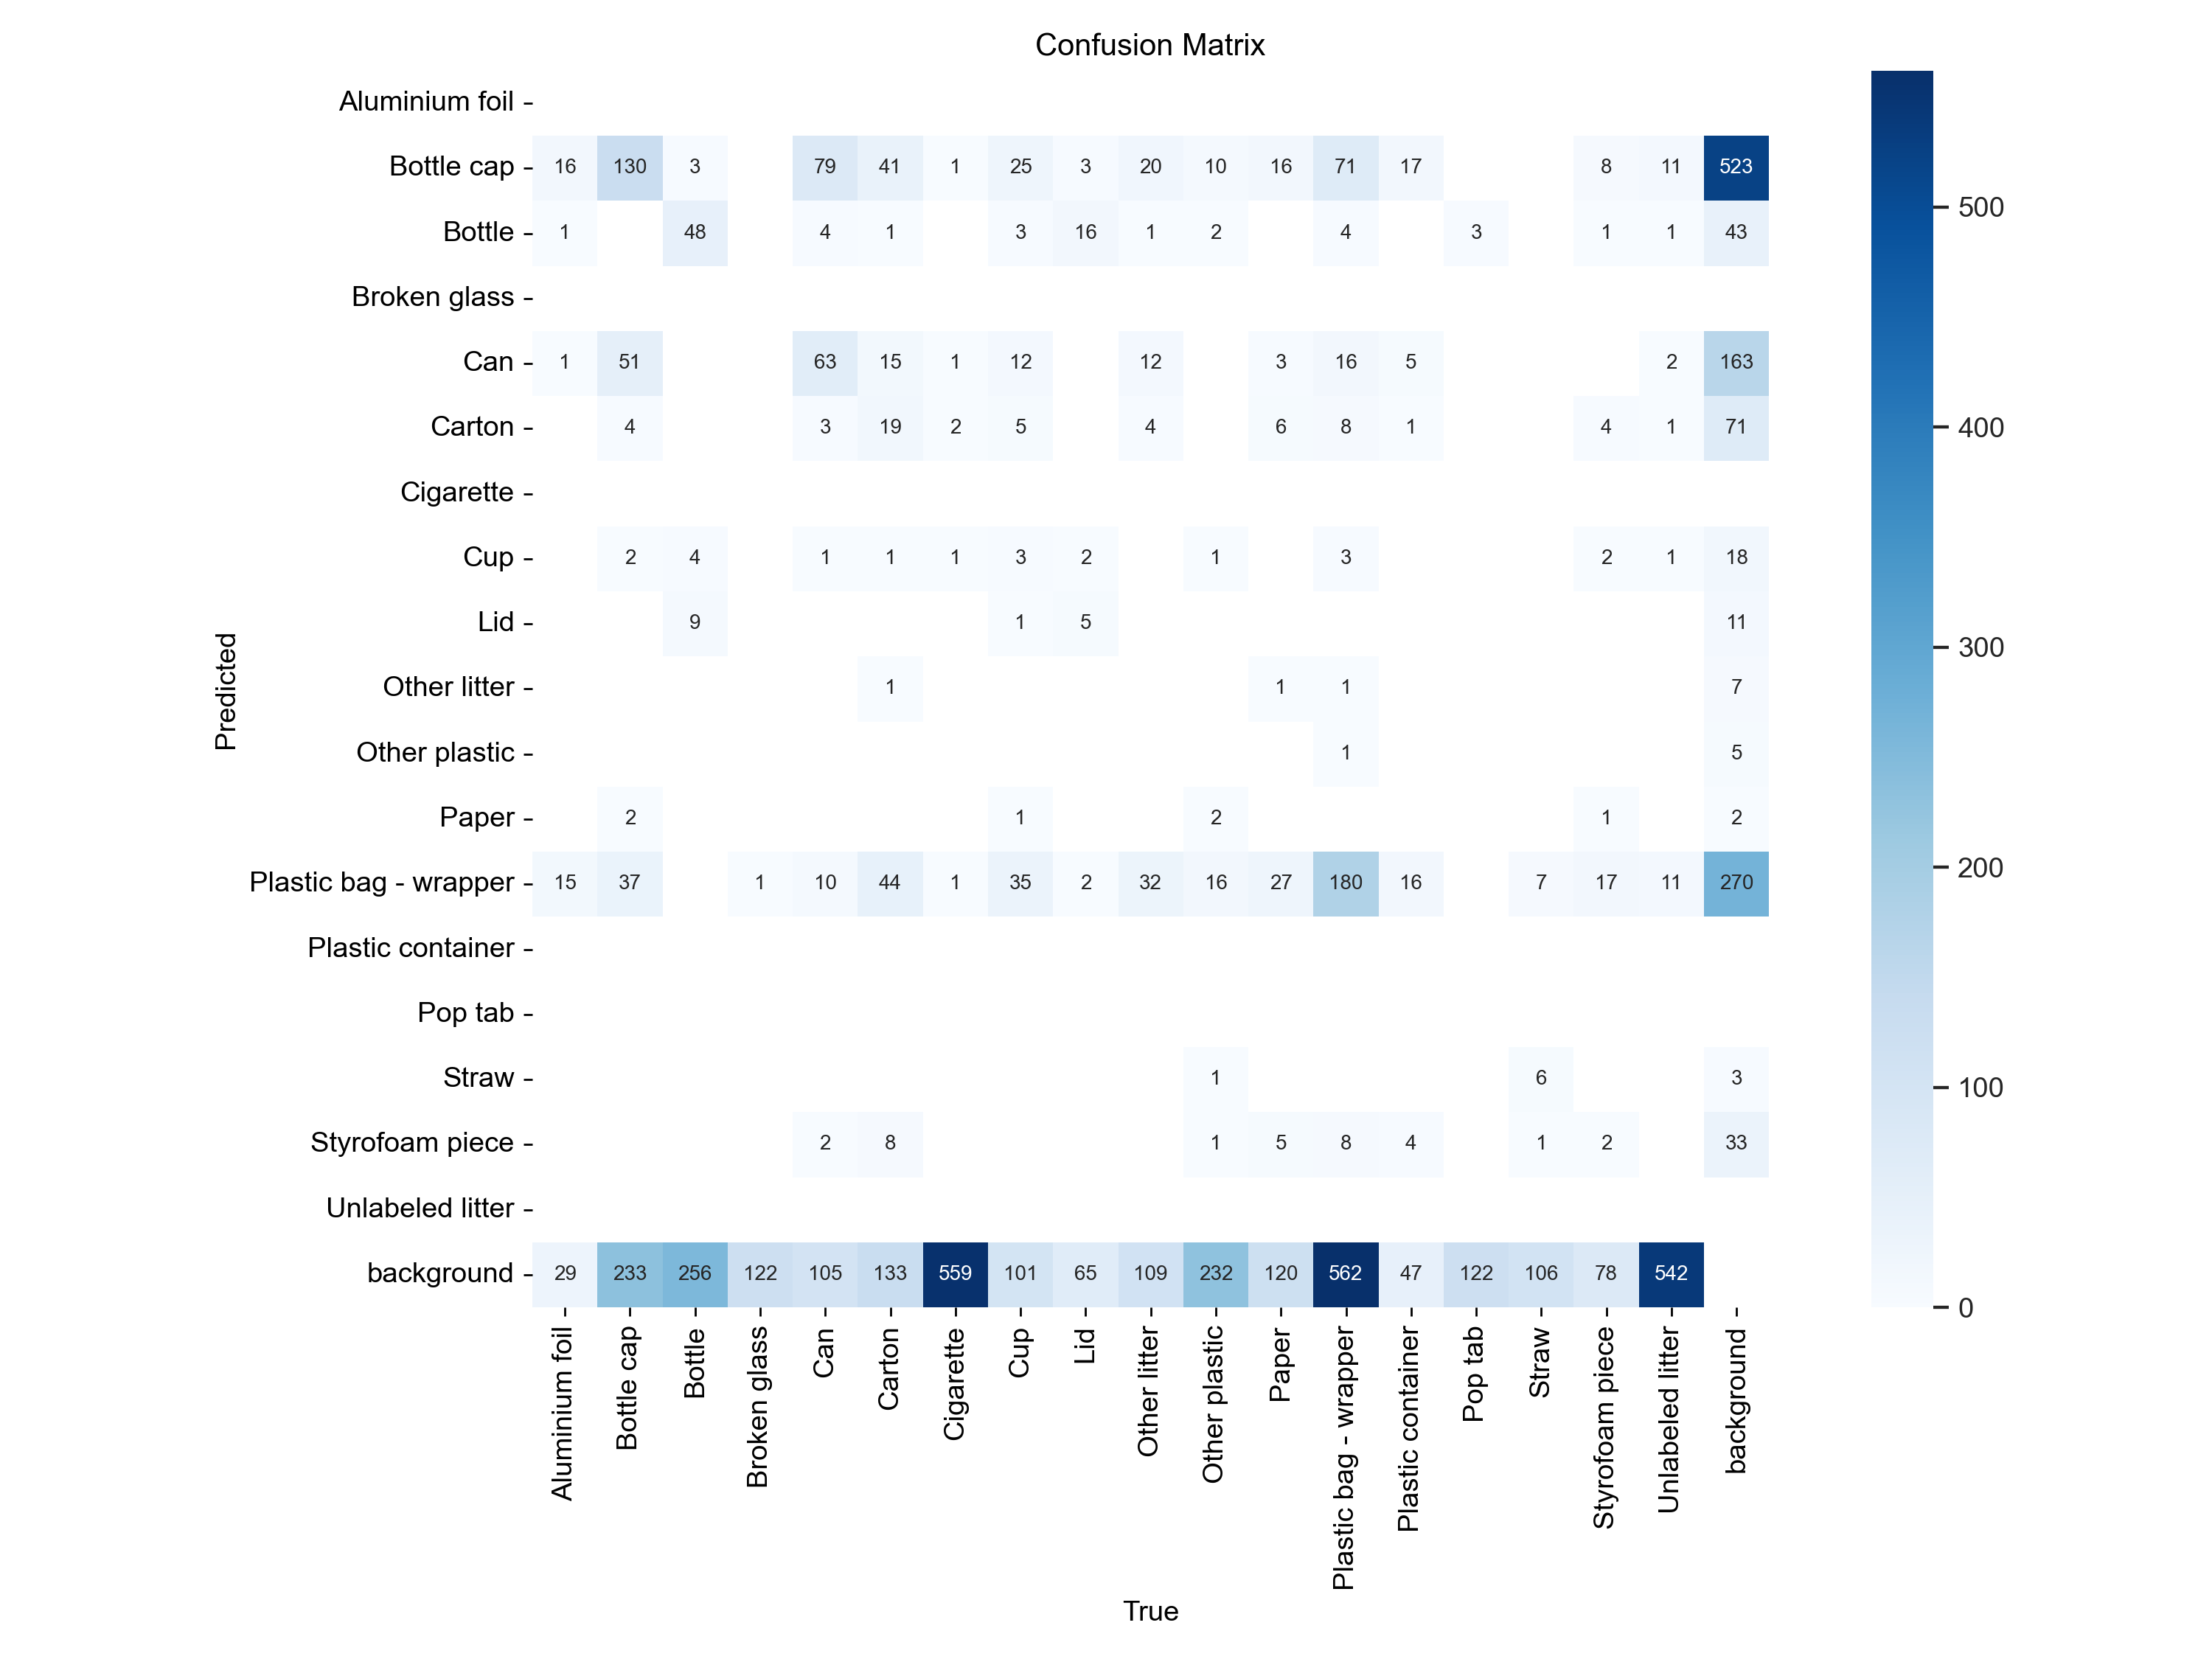 Confusion Matrix
Aluminium foil
Bottle cap 16 130 3 79 41 1 25 3 20 10 16 71 17 8 11 523
Bottle 1 48 4 1 3 16 1 2 4 3 1 1 43
Broken glass
Can 1 51 63 15 1 12 12 3 16 5 2 163
Carton 4 3 19 2 5 4 6 8 1 4 1 71
Cigarette
Cup 2 4 1 1 1 3 2 1 3 2 1 18
Lid 9 1 5 11
Other litter 1 1 1 7
Other plastic 1 5
Paper 2 1 2 1 2
Plastic bag - wrapper 15 37 1 10 44 1 35 2 32 16 27 180 16 7 17 11 270
Plastic container
Pop tab
Straw 1 6 3
Styrofoam piece 2 8 1 5 8 4 1 2 33
Unlabeled litter
background 29 233 256 122 105 133 559 101 65 109 232 120 562 47 122 106 78 542
Predicted
Aluminium foil
Bottle cap
Bottle
Broken glass
Can
Carton
Cigarette
Cup
Lid
Other litter
Other plastic
Paper
Plastic bag - wrapper
Plastic container
Pop tab
Straw
Styrofoam piece
Unlabeled litter
background
True
500
400
300
200
100
0